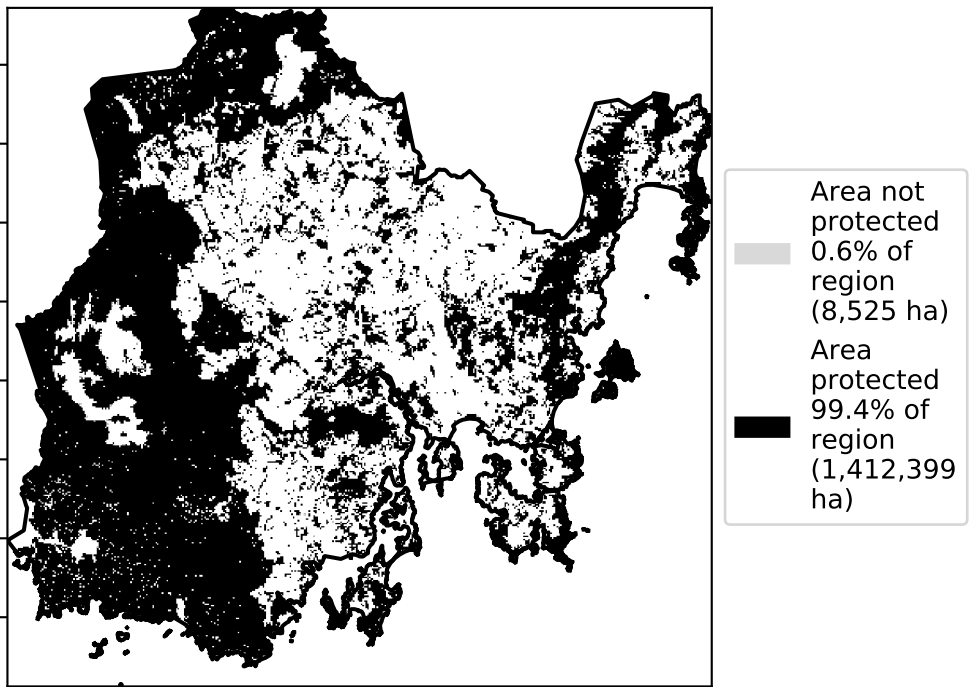 Area not
protected
0.6% of
region
(8,525 ha)
Area
protected
99.4% of
region
(1,412,399
ha)